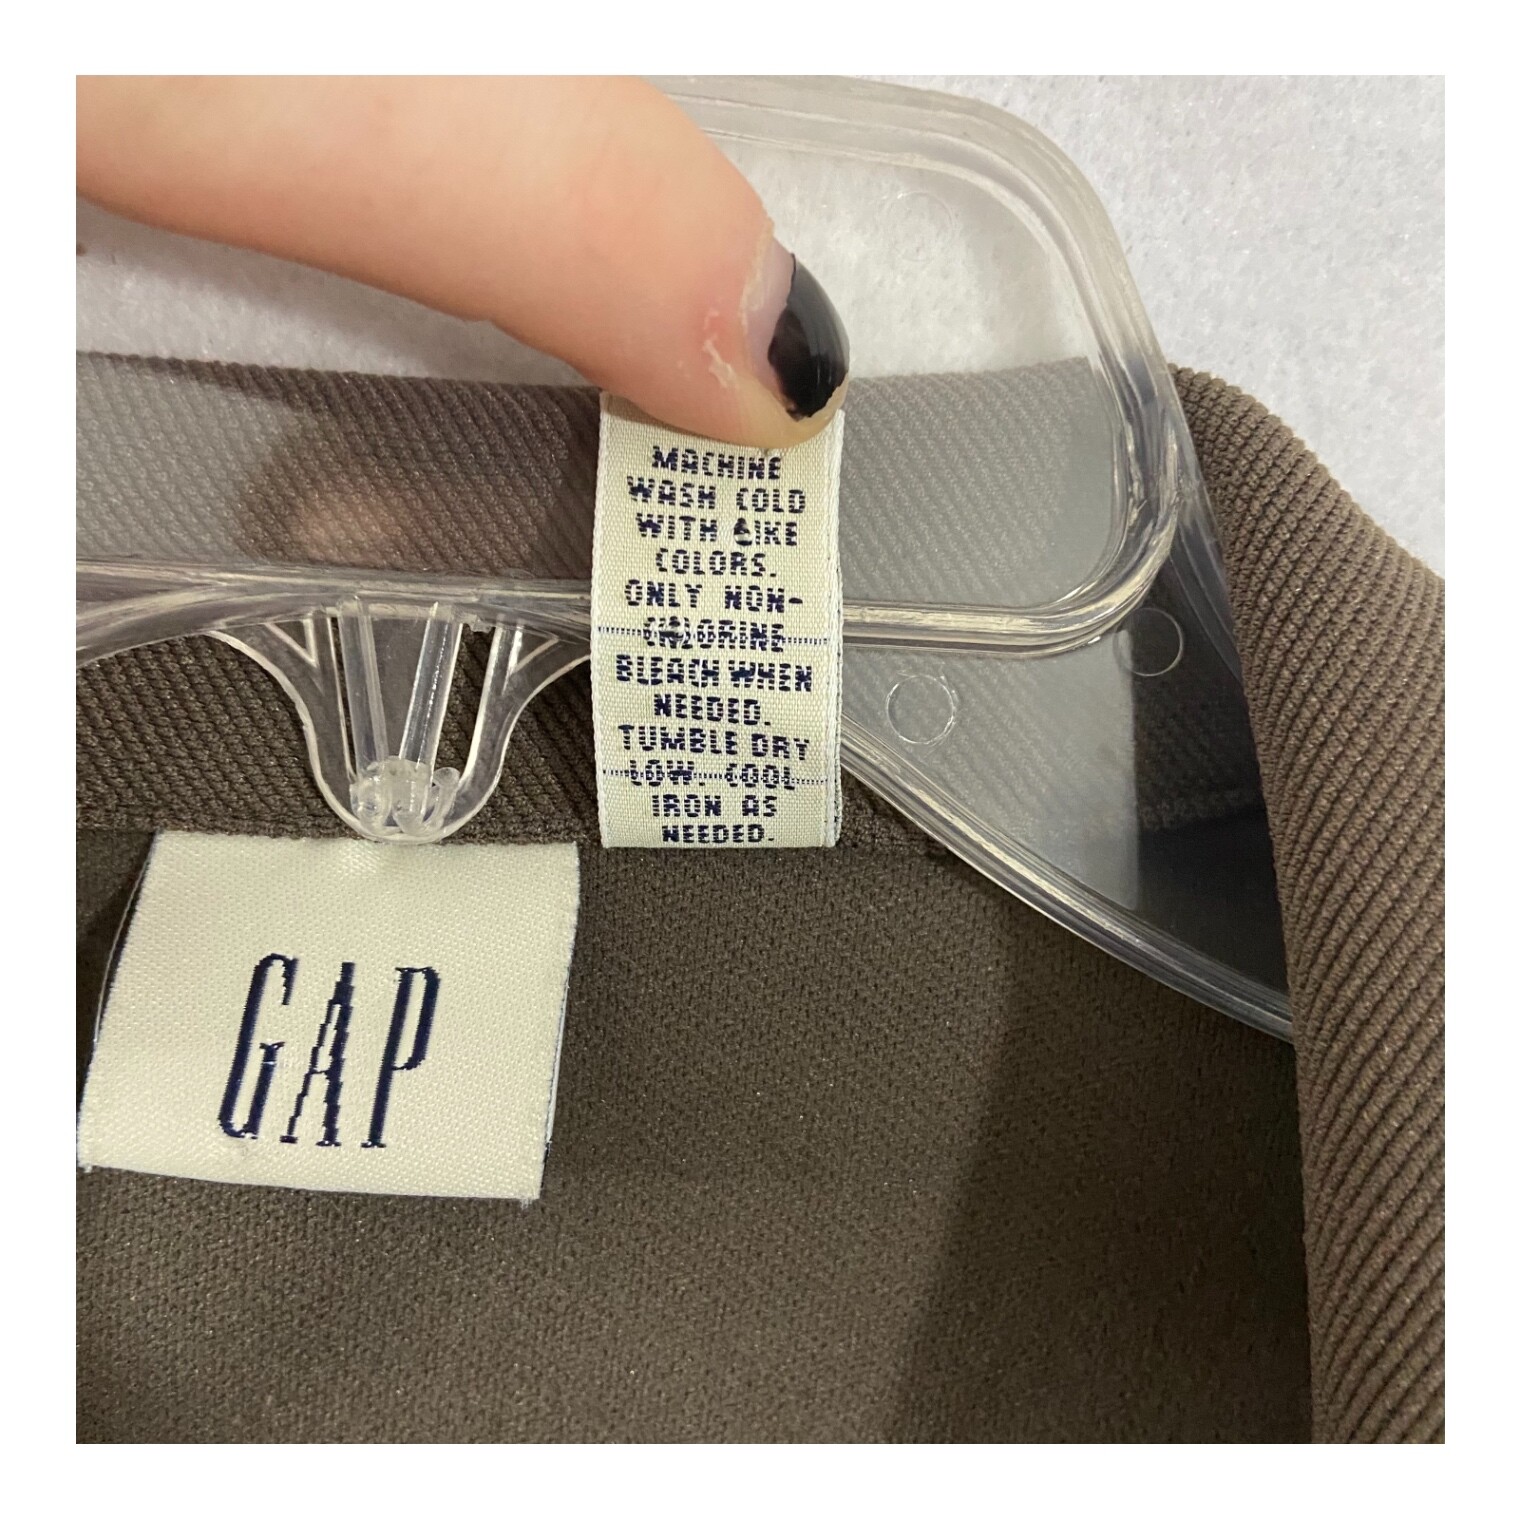 MACHINE
WASH COLD
WITH LIKE
COLORS.
ONLY NON-
CHLORINE
BLEACH WHEN
NEEDED.
TUMBLE DRY
LOW. COOL
IRON AS
NEEDED.
GAP